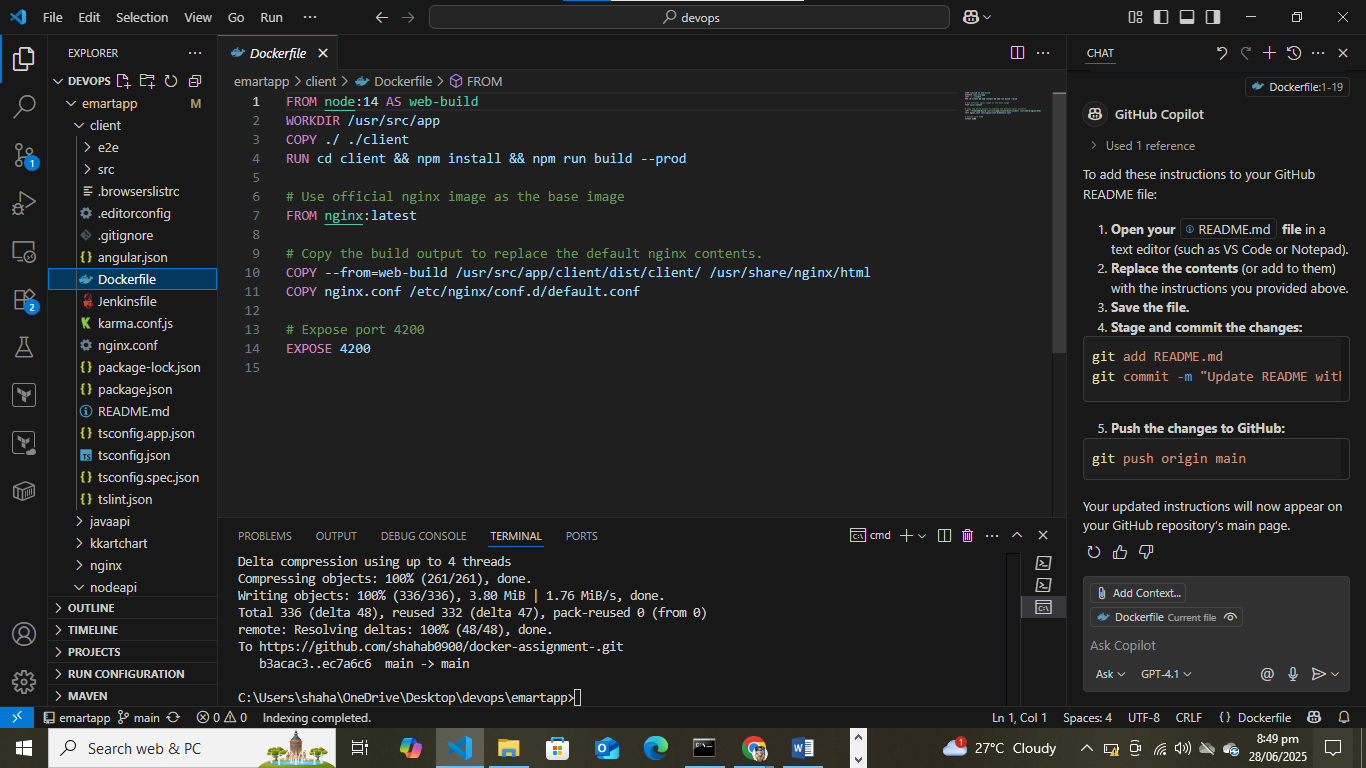 File Edit Selection View Go Run ···
devops
EXPLORER
DEVOPS
emartapp M
client
e2e
src
.browserslistrc
.editorconfig
.gitignore
angular.json
Dockerfile
Jenkinsfile
karma.conf.js
nginx.conf
package-lock.json
package.json
README.md
tsconfig.app.json
tsconfig.json
tsconfig.spec.json
tslint.json
javaapi
kkartchart
nginx
nodeapi
OUTLINE
TIMELINE
PROJECTS
RUN CONFIGURATION
MAVEN
1
2
Dockerfile
emartapp > client > Dockerfile > FROM
1 FROM node:14 AS web-build
2 WORKDIR /usr/src/app
3 COPY ./ ./client
4 RUN cd client && npm install && npm run build --prod
5
6 # Use official nginx image as the base image
7 FROM nginx:latest
8
9 # Copy the build output to replace the default nginx contents.
10 COPY --from=web-build /usr/src/app/client/dist/client/ /usr/share/nginx/html
11 COPY nginx.conf /etc/nginx/conf.d/default.conf
12
13 # Expose port 4200
14 EXPOSE 4200
15
PROBLEMS OUTPUT DEBUG CONSOLE TERMINAL PORTS
cmd
Delta compression using up to 4 threads
Compressing objects: 100% (261/261), done.
Writing objects: 100% (336/336), 3.80 MiB | 1.76 MiB/s, done.
Total 336 (delta 48), reused 332 (delta 47), pack-reused 0 (from 0)
remote: Resolving deltas: 100% (48/48), done.
To https://github.com/shahab0900/docker-assignment-.git
b3acac3..ec7a6c6 main -> main
C:\Users\shaha\OneDrive\Desktop\devops\emartapp>
CHAT
Dockerfile:1-19
GitHub Copilot
Used 1 reference
To add these instructions to your GitHub
README file:
1. Open your README.md file in a
text editor (such as VS Code or Notepad).
2. Replace the contents (or add to them)
with the instructions you provided above.
3. Save the file.
4. Stage and commit the changes:
git add README.md
git commit -m "Update README with
5. Push the changes to GitHub:
git push origin main
Your updated instructions will now appear on
your GitHub repository's main page.
Add Context...
Dockerfile Current file
Ask Copilot
Ask GPT-4.1
emartapp main 0 0 Indexing completed.
Ln 1, Col 1 Spaces: 4 UTF-8 CRLF {} Dockerfile
Search web & PC
1
27°C Cloudy
8:49 pm
28/06/2025